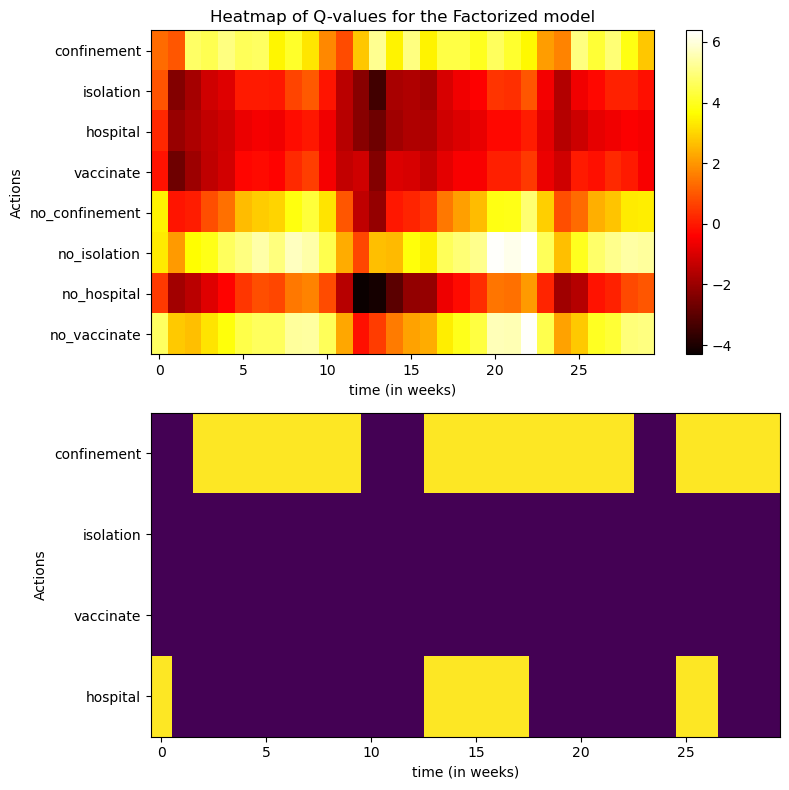 Heatmap of Q-values for the Factorized model
Actions
confinement
isolation
hospital
vaccinate
no_confinement
no_isolation
no_hospital
no_vaccinate
0 5 10 15 20 25
time (in weeks)
6
4
2
0
−2
−4
Actions
confinement
isolation
vaccinate
hospital
0 5 10 15 20 25
time (in weeks)